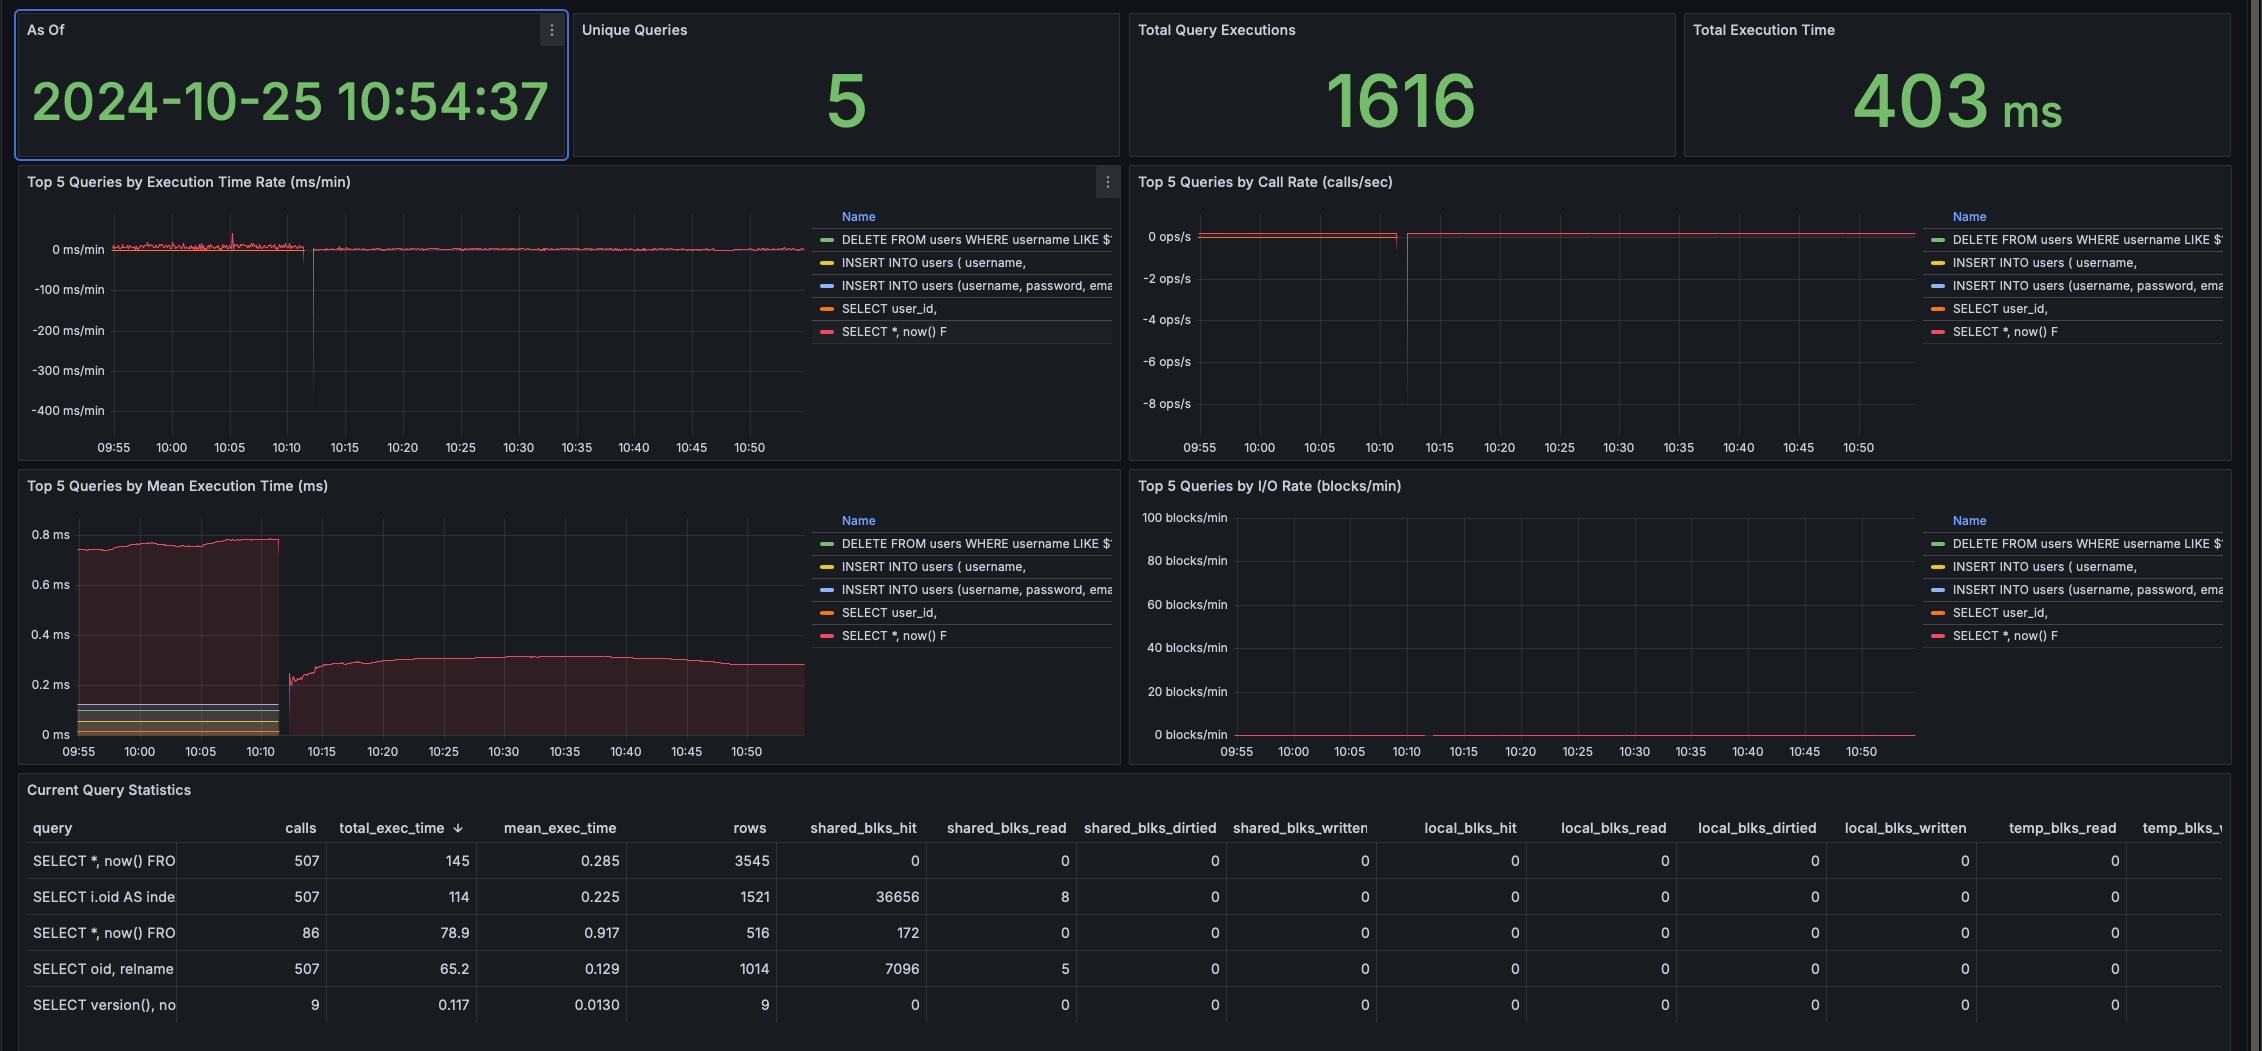 As Of
2024-10-25 10:54:37
Unique Queries
5
Total Query Executions
1616
Total Execution Time
403 ms
Top 5 Queries by Execution Time Rate (ms/min)
0 ms/min
-100 ms/min
-200 ms/min
-300 ms/min
-400 ms/min
09:55 10:00 10:05 10:10 10:15 10:20 10:25 10:30 10:35 10:40 10:45 10:50
Name
DELETE FROM users WHERE username LIKE $
INSERT INTO users ( username,
INSERT INTO users (username, password, ema
SELECT user_id,
SELECT *, now() F
Top 5 Queries by Call Rate (calls/sec)
0 ops/s
-2 ops/s
-4 ops/s
-6 ops/s
-8 ops/s
09:55 10:00 10:05 10:10 10:15 10:20 10:25 10:30 10:35 10:40 10:45 10:50
Name
DELETE FROM users WHERE username LIKE $
INSERT INTO users ( username,
INSERT INTO users (username, password, ema
SELECT user_id,
SELECT *, now() F
Top 5 Queries by Mean Execution Time (ms)
0.8 ms
0.6 ms
0.4 ms
0.2 ms
0 ms
09:55 10:00 10:05 10:10 10:15 10:20 10:25 10:30 10:35 10:40 10:45 10:50
Name
DELETE FROM users WHERE username LIKE $
INSERT INTO users ( username,
INSERT INTO users (username, password, ema
SELECT user_id,
SELECT *, now() F
Top 5 Queries by I/O Rate (blocks/min)
100 blocks/min
80 blocks/min
60 blocks/min
40 blocks/min
20 blocks/min
0 blocks/min
09:55 10:00 10:05 10:10 10:15 10:20 10:25 10:30 10:35 10:40 10:45 10:50
Name
DELETE FROM users WHERE username LIKE $
INSERT INTO users ( username,
INSERT INTO users (username, password, ema
SELECT user_id,
SELECT *, now() F
Current Query Statistics
query calls total_exec_time ↓ mean_exec_time rows shared_blks_hit shared_blks_read shared_blks_dirtied shared_blks_written local_blks_hit local_blks_read local_blks_dirtied local_blks_written temp_blks_read temp_blks_
SELECT *, now() FRO 507 145 0.285 3545 0 0 0 0 0 0 0 0 0
SELECT i.oid AS inde 507 114 0.225 1521 36656 8 0 0 0 0 0 0 0
SELECT *, now() FRO 86 78.9 0.917 516 172 0 0 0 0 0 0 0 0
SELECT oid, relname 507 65.2 0.129 1014 7096 5 0 0 0 0 0 0 0
SELECT version(), no 9 0.117 0.0130 9 0 0 0 0 0 0 0 0 0